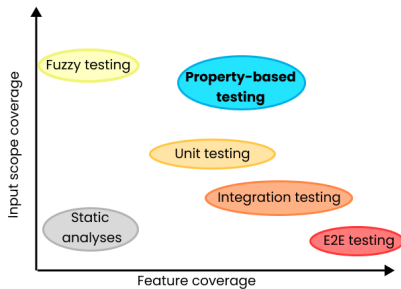 Fuzzy testing
Property-based
testing
Unit testing
Integration testing
Static
analyses
E2E testing
Input scope coverage
Feature coverage